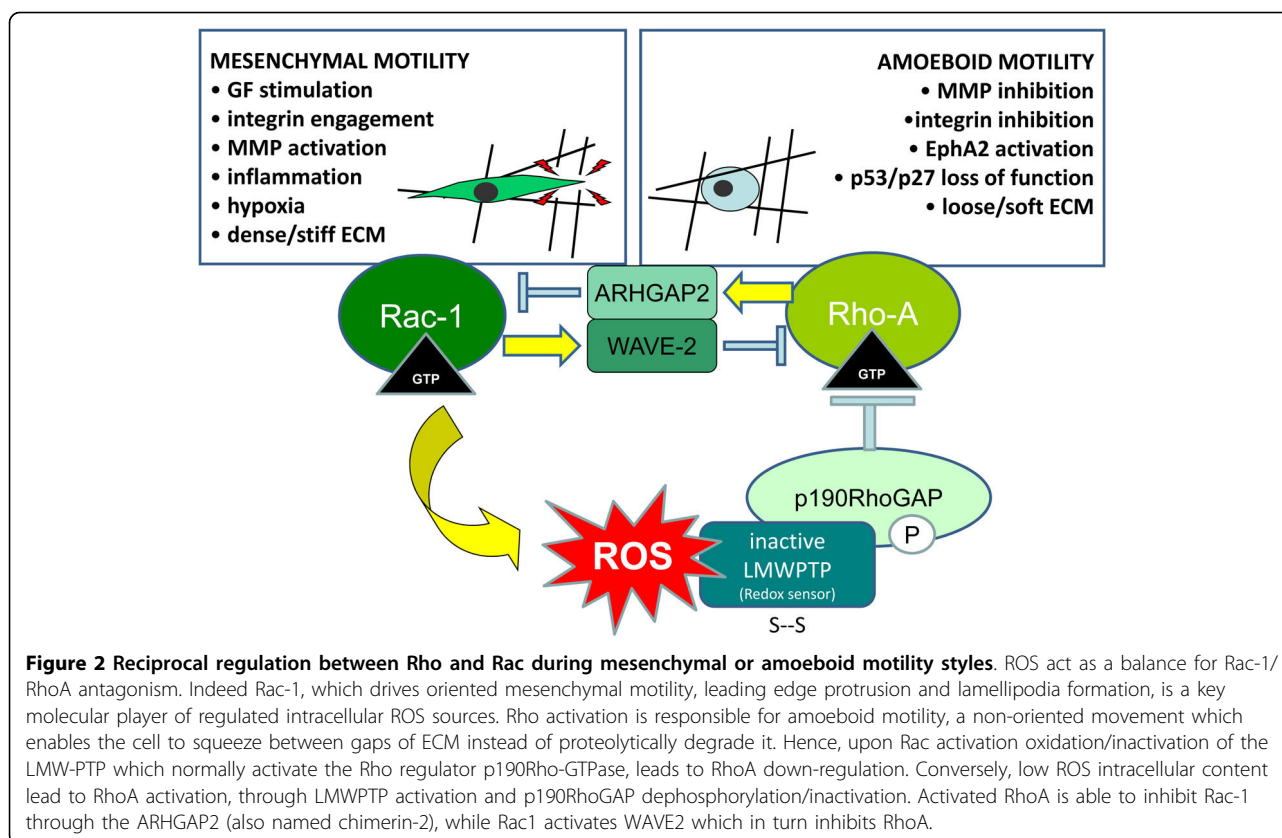 MESENCHYMAL MOTILITY
• GF stimulation
• integrin engagement
• MMP activation
• inflammation
• hypoxia
• dense/stiff ECM
AMOEBOID MOTILITY
• MMP inhibition
•integrin inhibition
• EphA2 activation
• p53/p27 loss of function
• loose/soft ECM
Rac-1
GTP
ARHGAP2
WAVE-2
Rho-A
GTP
p190RhoGAP
P
ROS
inactive
LMWPTP
(Redox sensor)
S--S
Figure 2 Reciprocal regulation between Rho and Rac during mesenchymal or amoeboid motility styles. ROS act as a balance for Rac-1/
RhoA antagonism. Indeed Rac-1, which drives oriented mesenchymal motility, leading edge protrusion and lamellipodia formation, is a key
molecular player of regulated intracellular ROS sources. Rho activation is responsible for amoeboid motility, a non-oriented movement which
enables the cell to squeeze between gaps of ECM instead of proteolytically degrade it. Hence, upon Rac activation oxidation/inactivation of the
LMW-PTP which normally activate the Rho regulator p190Rho-GTPase, leads to RhoA down-regulation. Conversely, low ROS intracellular content
lead to RhoA activation, through LMWPTP activation and p190RhoGAP dephosphorylation/inactivation. Activated RhoA is able to inhibit Rac-1
through the ARHGAP2 (also named chimerin-2), while Rac1 activates WAVE2 which in turn inhibits RhoA.